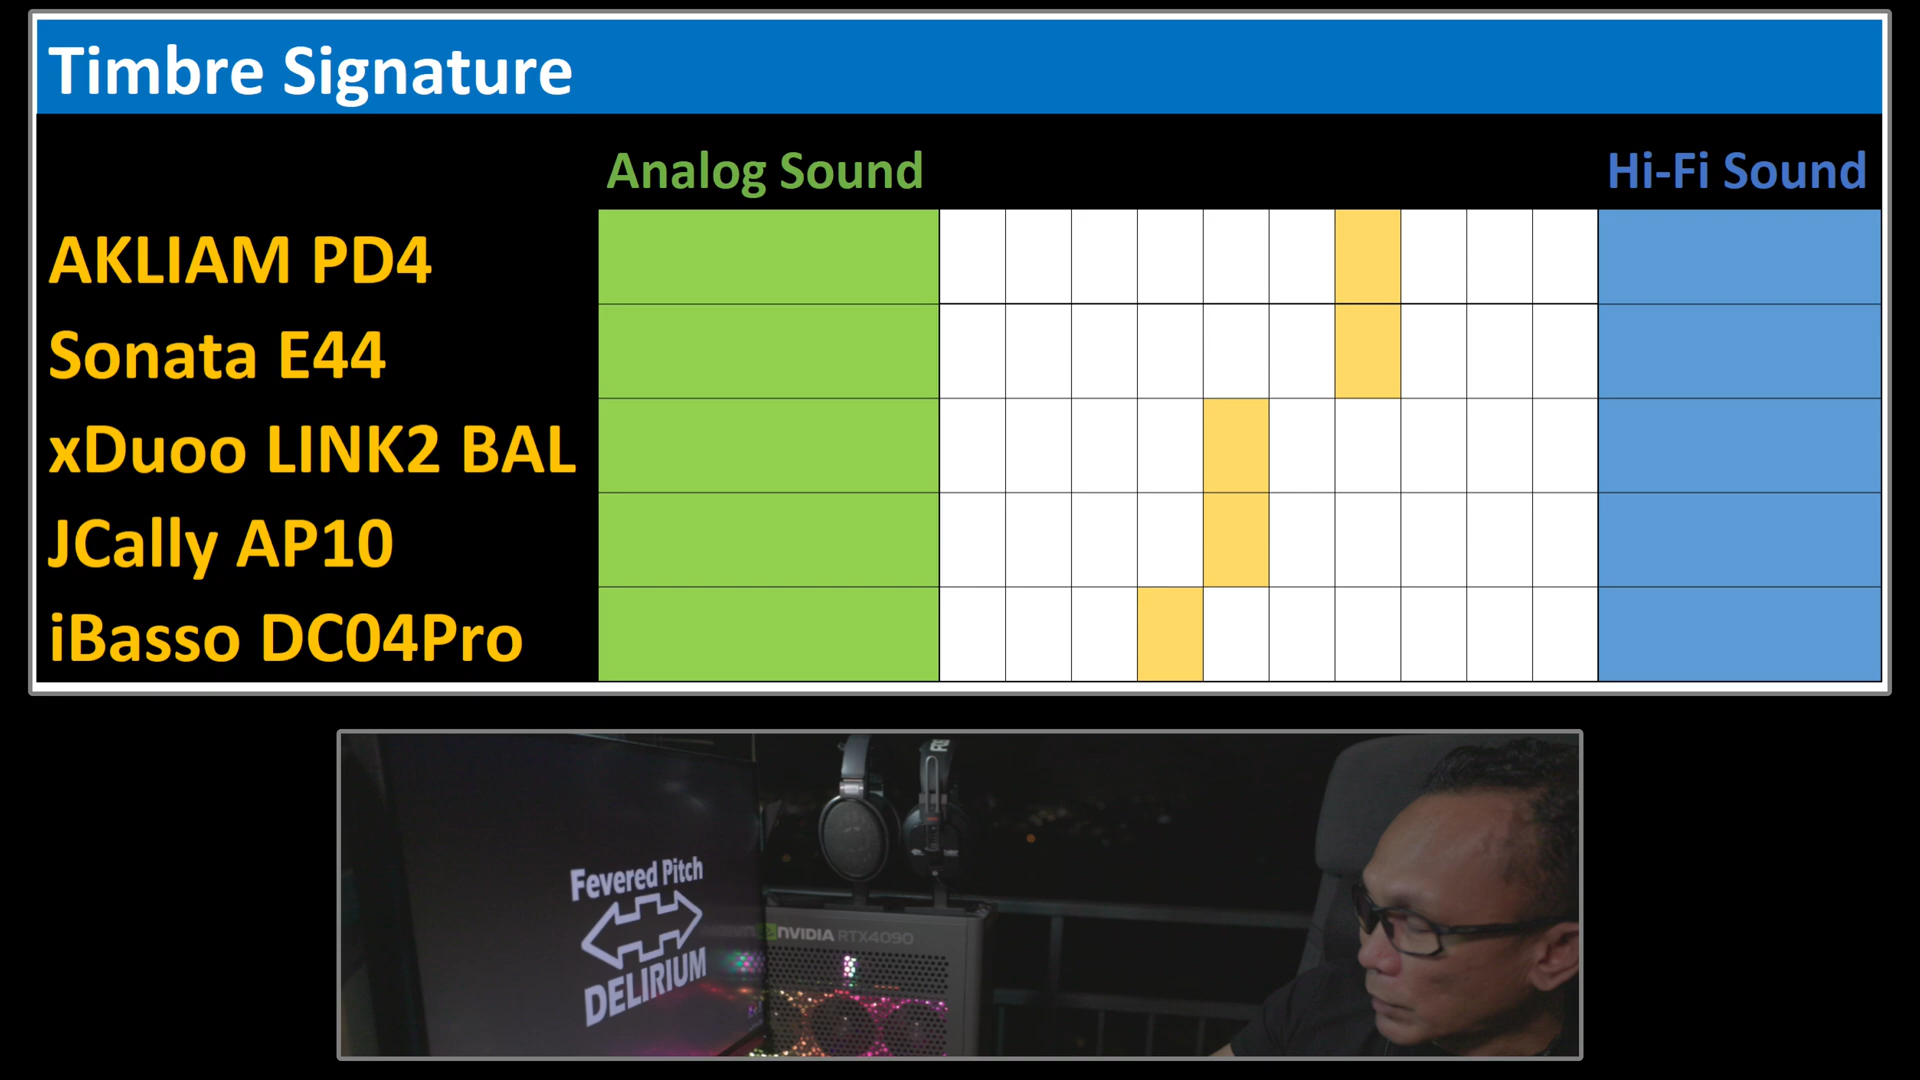 Timbre Signature
Analog Sound Hi-Fi Sound
AKLIAM PD4
Sonata E44
xDuoo LINK2 BAL
JCally AP10
iBasso DC04Pro
Fevered Pitch
DELIRIUM
NVIDIA RTX4090